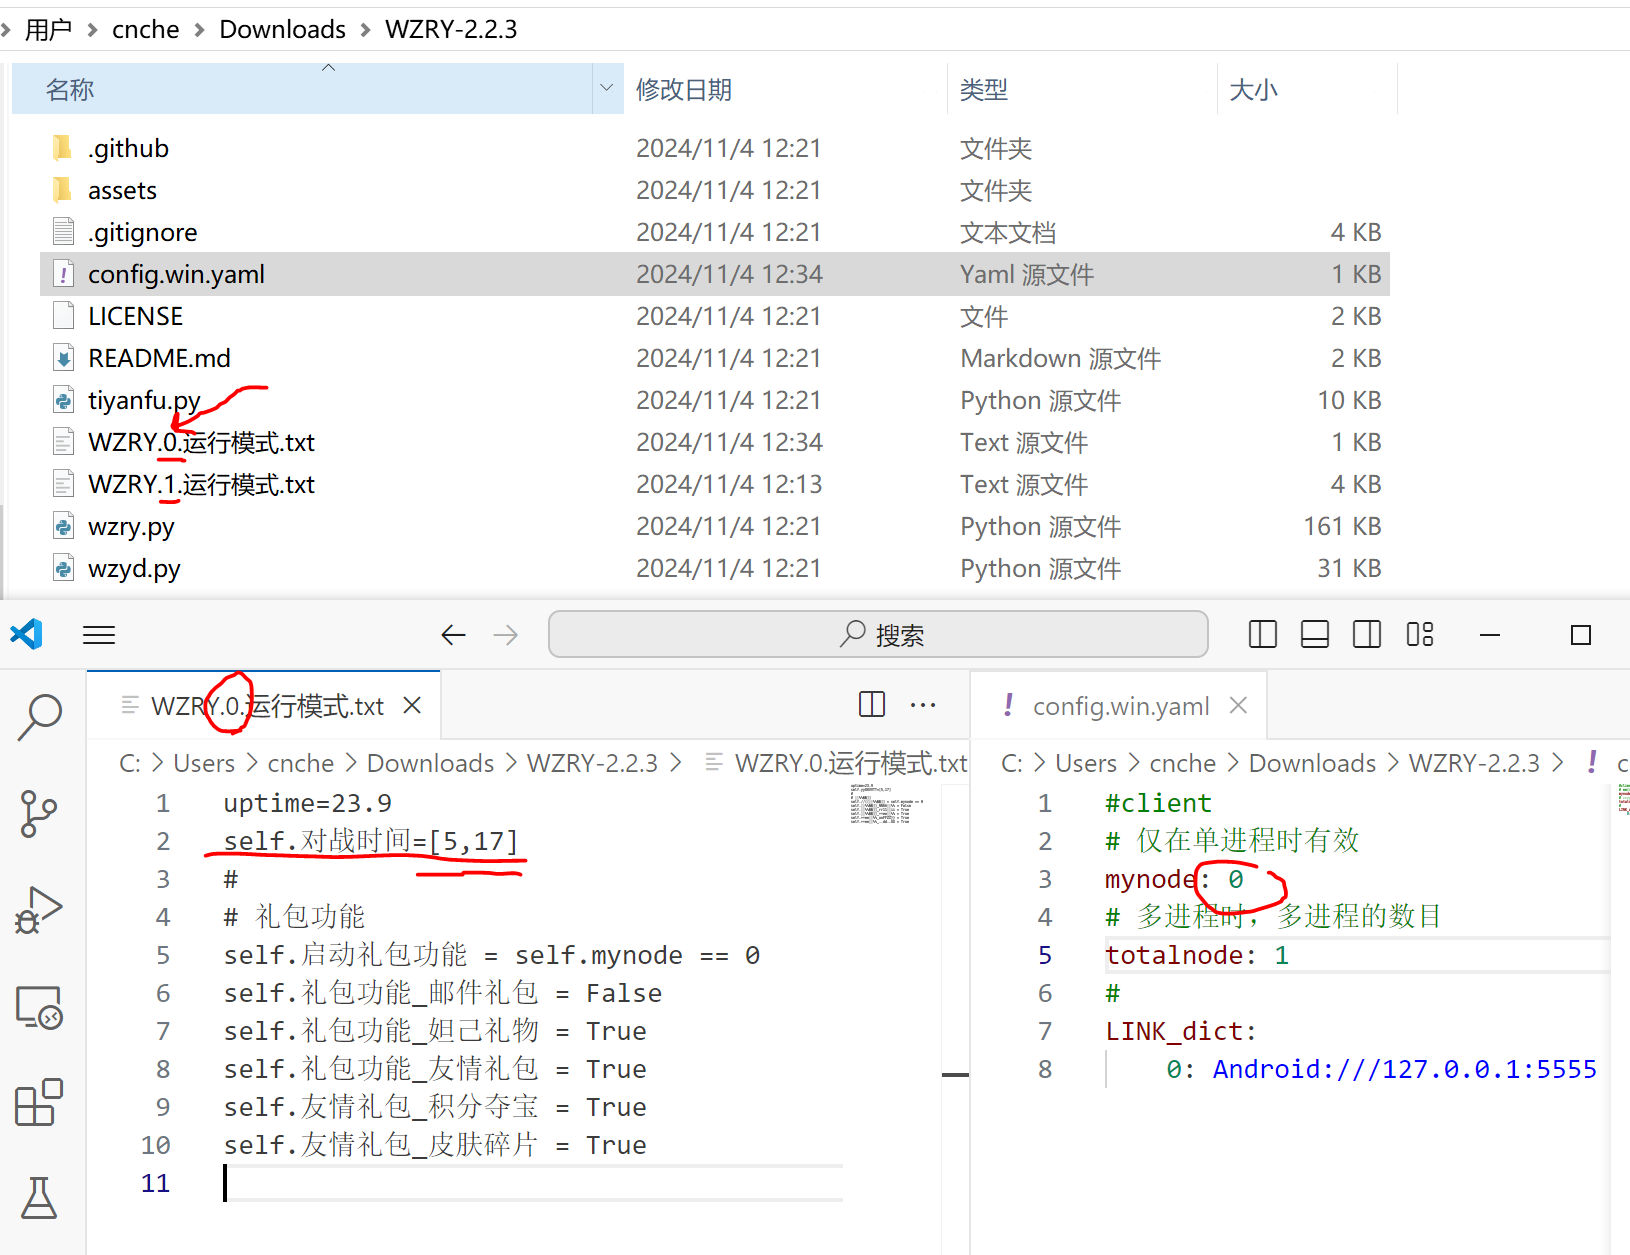 用户 > cnche > Downloads > WZRY-2.2.3
名称 修改日期 类型 大小
.github 2024/11/4 12:21 文件夹
assets 2024/11/4 12:21 文件夹
.gitignore 2024/11/4 12:21 文本文档 4 KB
config.win.yaml 2024/11/4 12:34 Yaml 源文件 1 KB
LICENSE 2024/11/4 12:21 文件 2 KB
README.md 2024/11/4 12:21 Markdown 源文件 2 KB
tiyanfu.py 2024/11/4 12:21 Python 源文件 10 KB
WZRY.0.运行模式.txt 2024/11/4 12:34 Text 源文件 1 KB
WZRY.1.运行模式.txt 2024/11/4 12:13 Text 源文件 4 KB
wzry.py 2024/11/4 12:21 Python 源文件 161 KB
wzyd.py 2024/11/4 12:21 Python 源文件 31 KB
搜索
WZRY.0.运行模式.txt
C: > Users > cnche > Downloads > WZRY-2.2.3 > WZRY.0.运行模式.txt
1 uptime=23.9
2 self.对战时间=[5,17]
3 #
4 # 礼包功能
5 self.启动礼包功能 = self.mynode == 0
6 self.礼包功能_邮件礼包 = False
7 self.礼包功能_妲己礼物 = True
8 self.礼包功能_友情礼包 = True
9 self.友情礼包_积分夺宝 = True
10 self.友情礼包_皮肤碎片 = True
11
! config.win.yaml
C: > Users > cnche > Downloads > WZRY-2.2.3 > ! c
1 #client
2 # 仅在单进程时有效
3 mynode: 0
4 # 多进程时，多进程的数目
5 totalnode: 1
6 #
7 LINK_dict:
8 0: Android:///127.0.0.1:5555